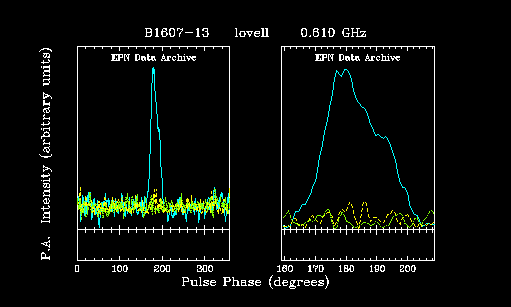 B1607-13 lovell 0.610 GHz
EPN Data Archive EPN Data Archive
P.A. Intensity (arbitrary units)
0 100 200 300 160 170 180 190 200
Pulse Phase (degrees)